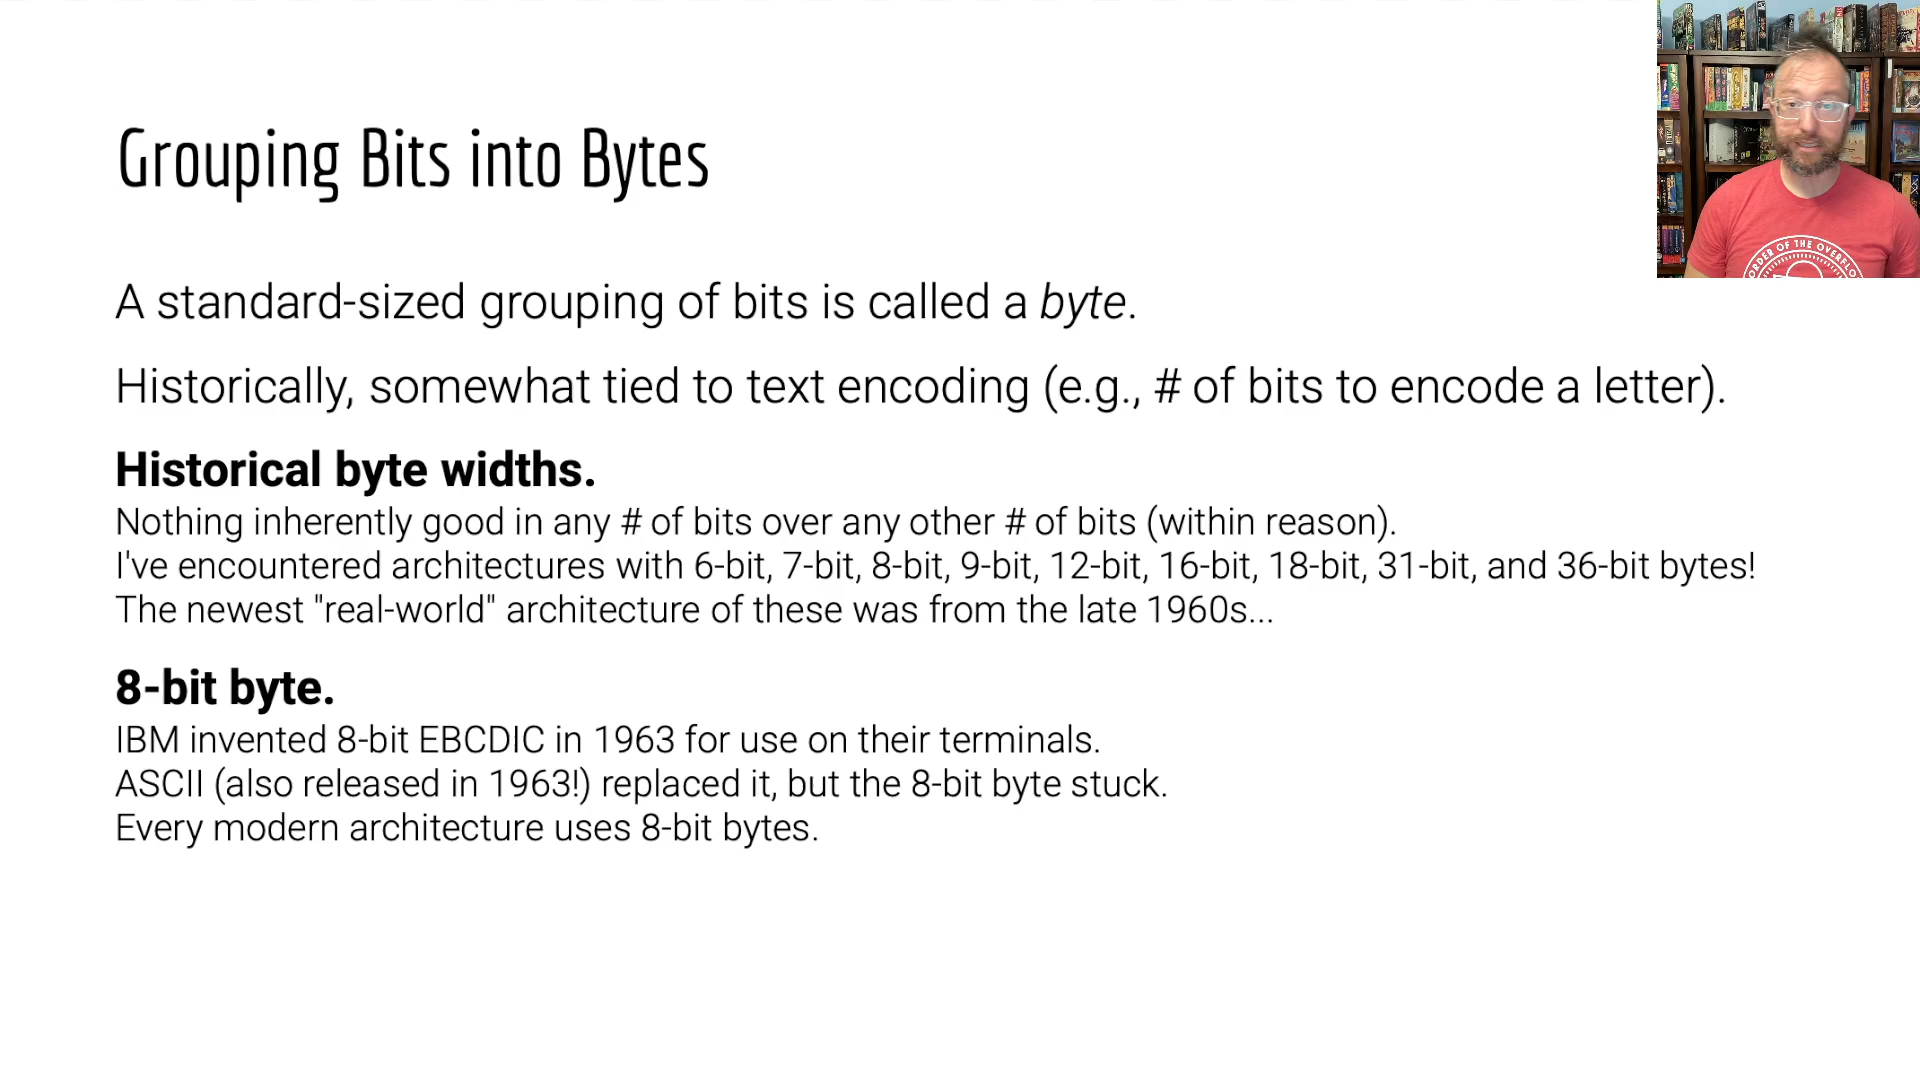 Grouping Bits into Bytes
A standard-sized grouping of bits is called a byte.
Historically, somewhat tied to text encoding (e.g., # of bits to encode a letter).
Historical byte widths.
Nothing inherently good in any # of bits over any other # of bits (within reason).
I've encountered architectures with 6-bit, 7-bit, 8-bit, 9-bit, 12-bit, 16-bit, 18-bit, 31-bit, and 36-bit bytes!
The newest "real-world" architecture of these was from the late 1960s...
8-bit byte.
IBM invented 8-bit EBCDIC in 1963 for use on their terminals.
ASCII (also released in 1963!) replaced it, but the 8-bit byte stuck.
Every modern architecture uses 8-bit bytes.
ORDER OF THE